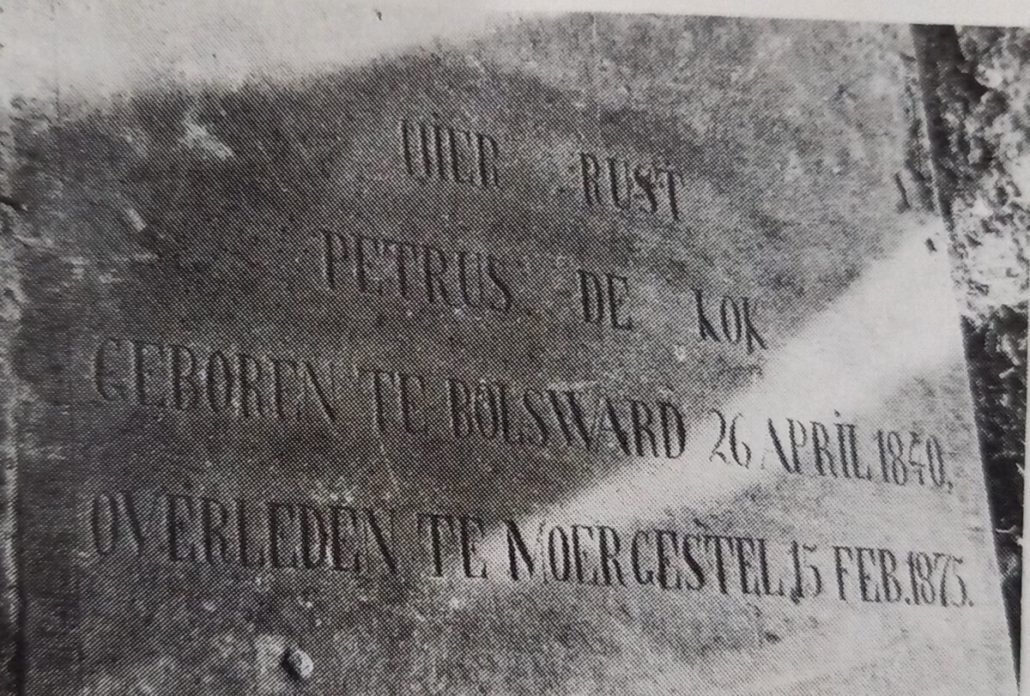 HIER RUST
PETRUS DE KOK
GEBOREN TE BOLSWARD 26 APRIL 1840,
OVERLEDEN TE MOERGESTEL, 15 FEB. 1875.